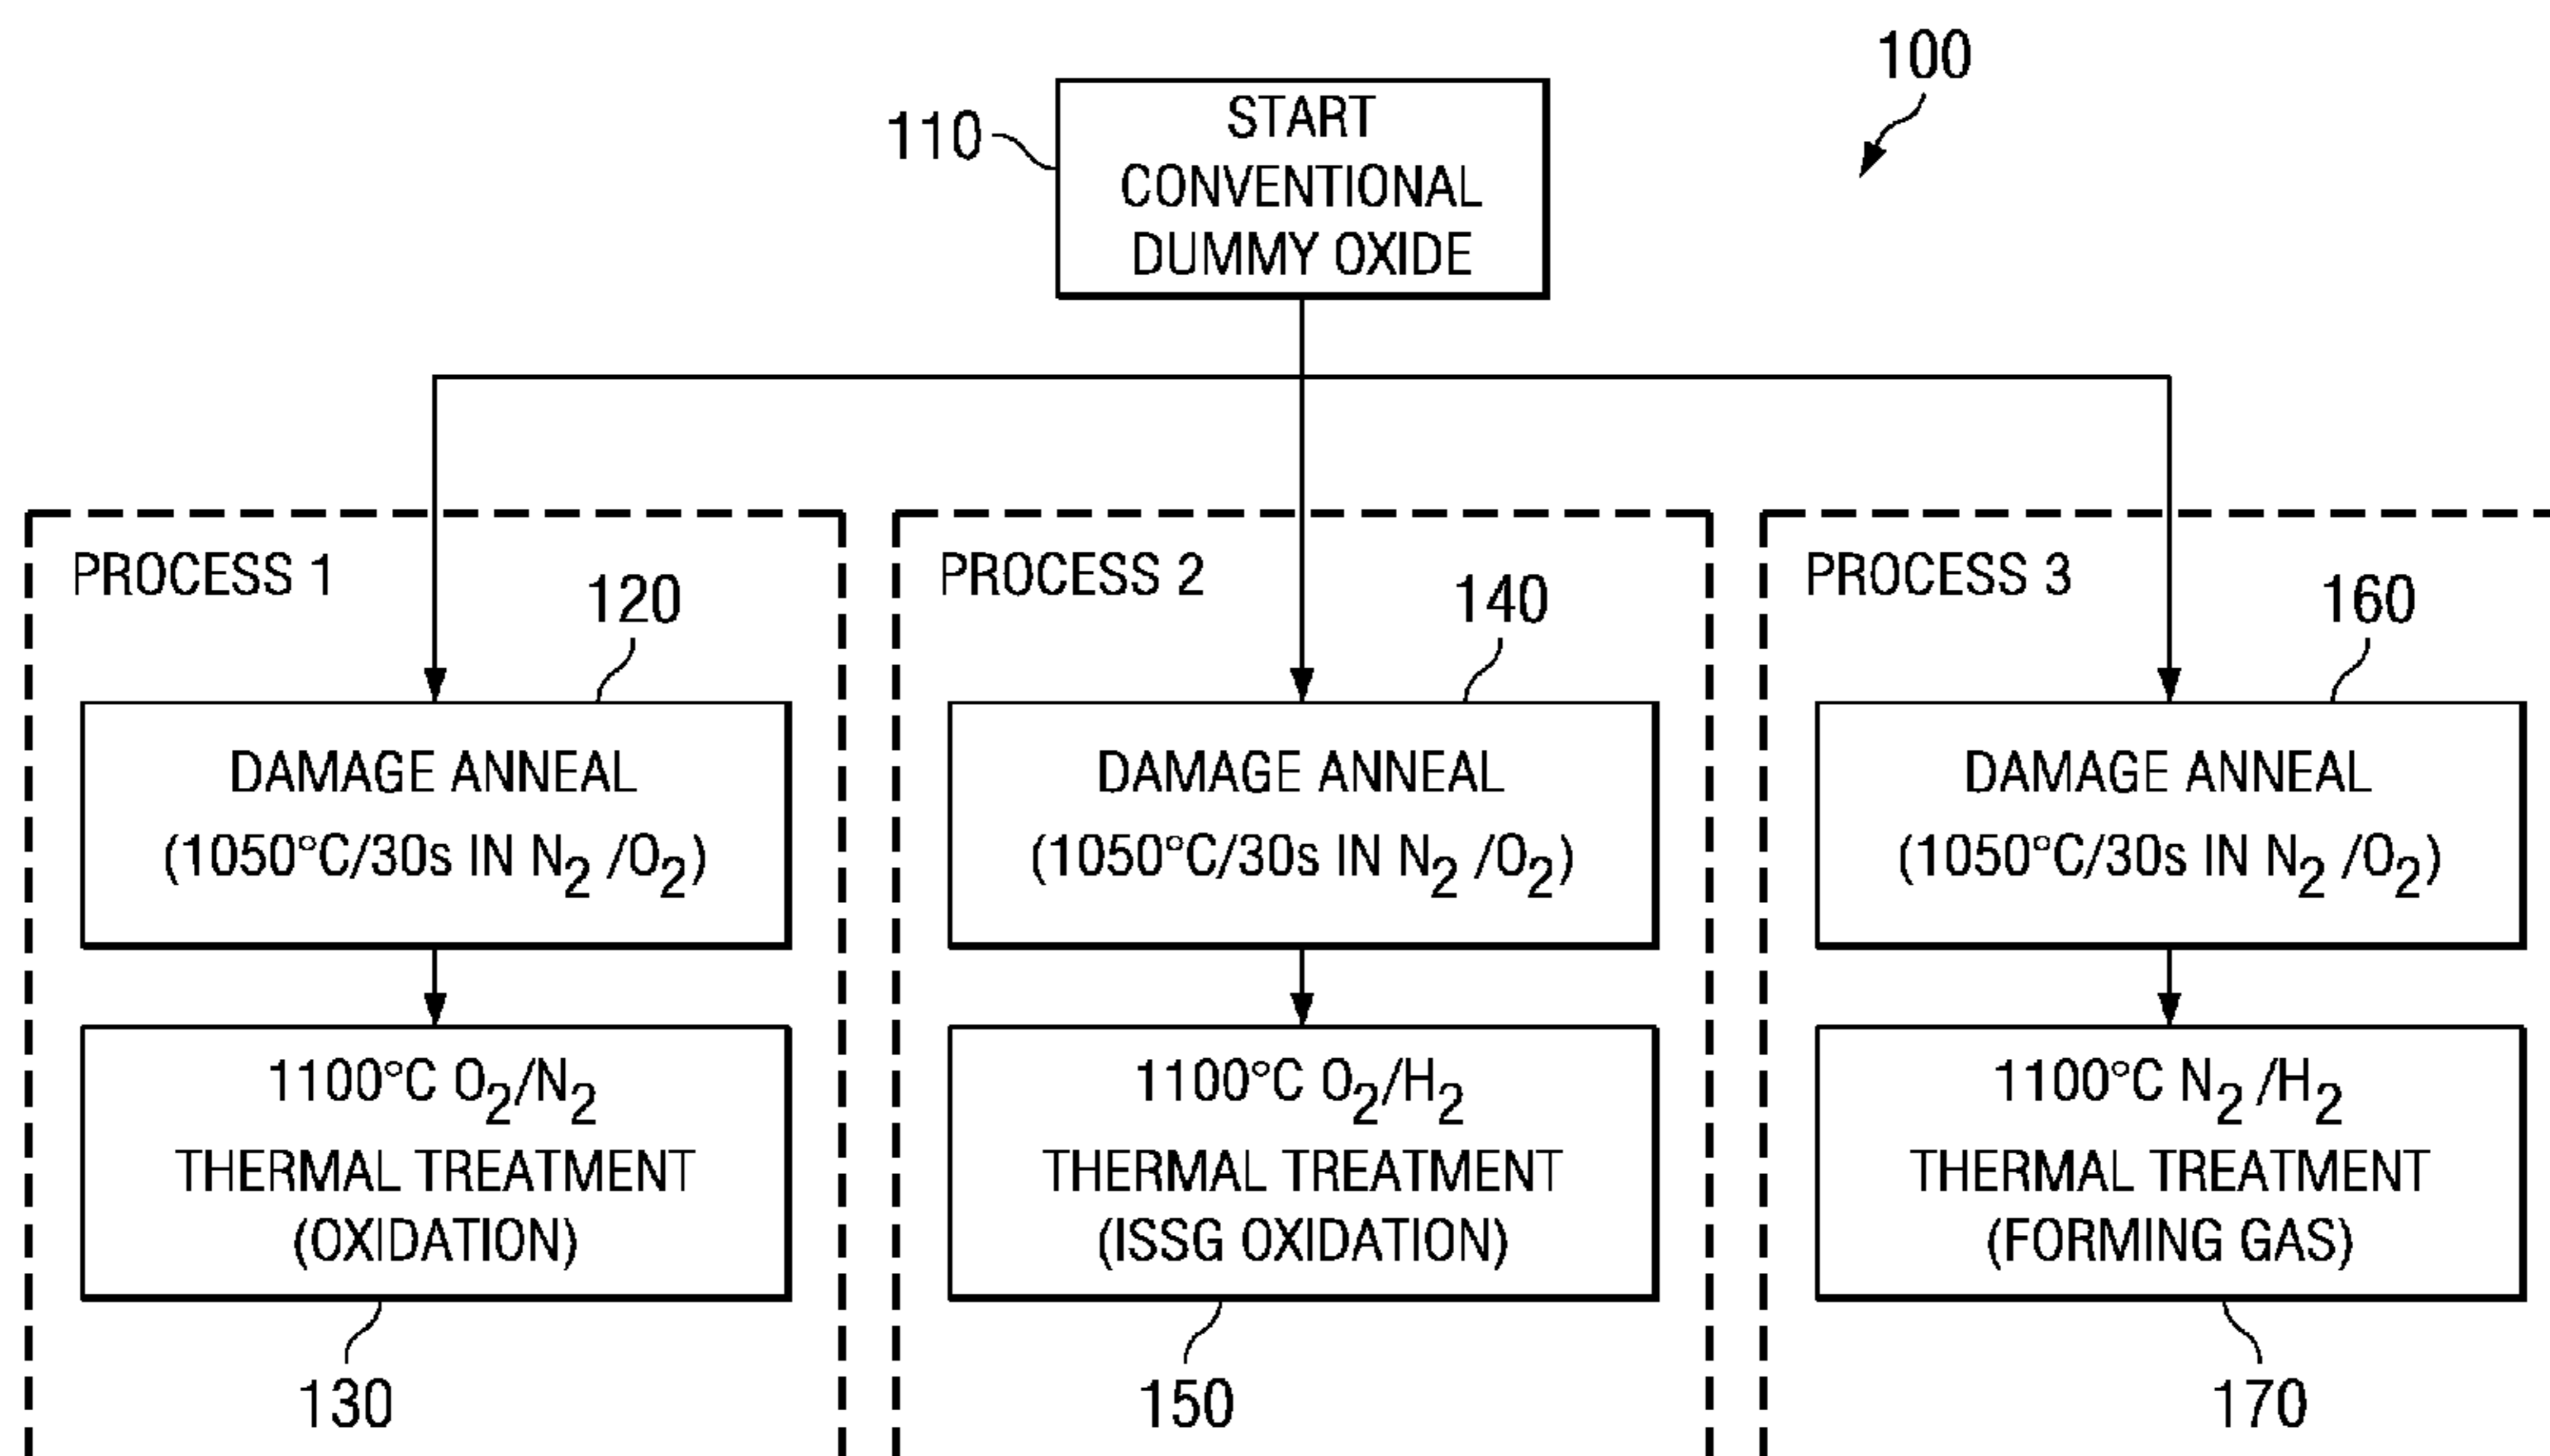 100
110
START
CONVENTIONAL
DUMMY OXIDE
PROCESS 1
120
DAMAGE ANNEAL
(1050°C/30s IN N2 /O2)
1100°C O2/N2
THERMAL TREATMENT
(OXIDATION)
130
PROCESS 2
140
DAMAGE ANNEAL
(1050°C/30s IN N2 /O2)
1100°C O2/H2
THERMAL TREATMENT
(ISSG OXIDATION)
150
PROCESS 3
160
DAMAGE ANNEAL
(1050°C/30s IN N2 /O2)
1100°C N2 /H2
THERMAL TREATMENT
(FORMING GAS)
170